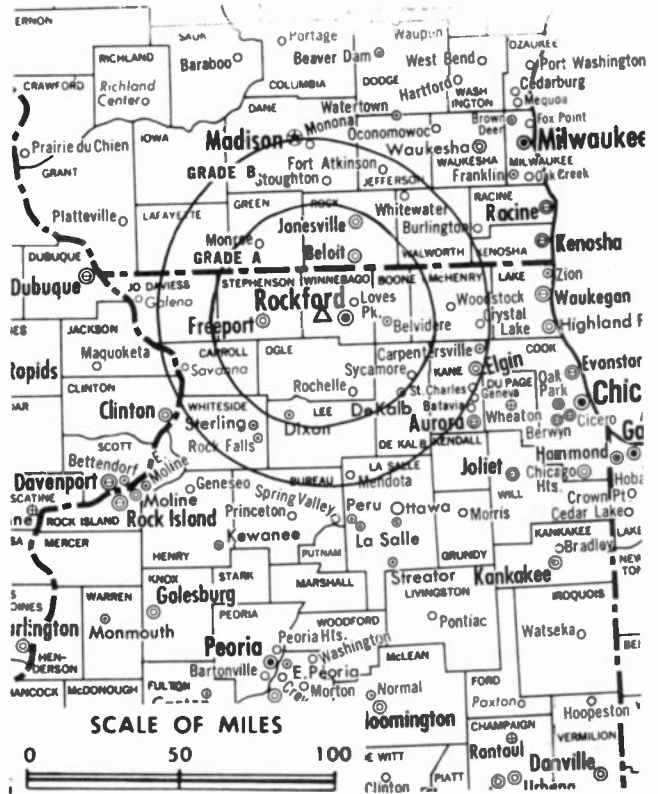 ERNON
SAUK
Portage
Waupun
OZAUKEE
RICHLAND
Baraboo
Beaver Dam
West Bend
Port Washington
CRAWFORD
Richland
Center
COLUMBIA
DODGE
Hartford
WASH
INGTON
Cedarburg
Mequon
DANE
Watertown
Brown
Deer
Fox Point
IOWA
Madison
Monona
Oconomowoc
Milwaukee
Prairie du Chien
GRADE B
Fort Atkinson
Waukesha
WAUKESHA
MILWAUKEE
GRANT
Stoughton
JEFFERSON
Franklin
Oak Creek
GREEN
ROCK
Whitewater
RACINE
Racine
Platteville
LAFAYETTE
Janesville
Burlington
Monroe
DUBUQUE
GRADE A
Beloit
WALWORTH
KENOSHA
Kenosha
Dubuque
JO DAVIESS
STEPHENSON
WINNEBAGO
BOONE
McHENRY
LAKE
Zion
Galena
Rockford
Loves
Pk.
Woodstock
Waukegan
JACKSON
Freeport
Belvidere
Crystal
Lake
Highland
Maquoketa
CARROLL
OGLE
Carpentersville
COOK
Rapids
Savanna
Sycamore
KANE
Elgin
Evanston
CLINTON
Rochelle
St. Charles
DU PAGE
Geneva
Oak
Park
Chic
WHITESIDE
LEE
DeKalb
Batavia
Wheaton
Cicero
Clinton
Sterling
Dixon
Aurora
Berwyn
SCOTT
Rock Falls
DE KALB
KENDALL
Bettendorf
E. Moline
LA SALLE
Joliet
Hammond
Davenport
Geneseo
BUREAU
Mendota
WILL
Chicago
Hts.
Moline
Spring Valley
Peru
Ottawa
Crown Pt
ROCK ISLAND
Rock Island
Princeton
Morris
Cedar Lake
MERCER
Kewanee
La Salle
KANKAKEE
LAKE
HENRY
PUTNAM
GRUNDY
Bradley
KNOX
STARK
MARSHALL
Streator
Kankakee
WARREN
Galesburg
LIVINGSTON
IROQUOIS
PEORIA
WOODFORD
Pontiac
Monmouth
Peoria
Peoria Hts.
Washington
Watseka
HEN-
DERSON
McLEAN
Bartonville
E. Peoria
FORD
HANCOCK
McDONOUGH
FULTON
Morton
Normal
Paxton
Hoopeston
SCALE OF MILES
loomington
CHAMPAIGN
VERMILION
0 50 100
E WITT
Rantoul
Danville
Clinton
PIATT
Urbana